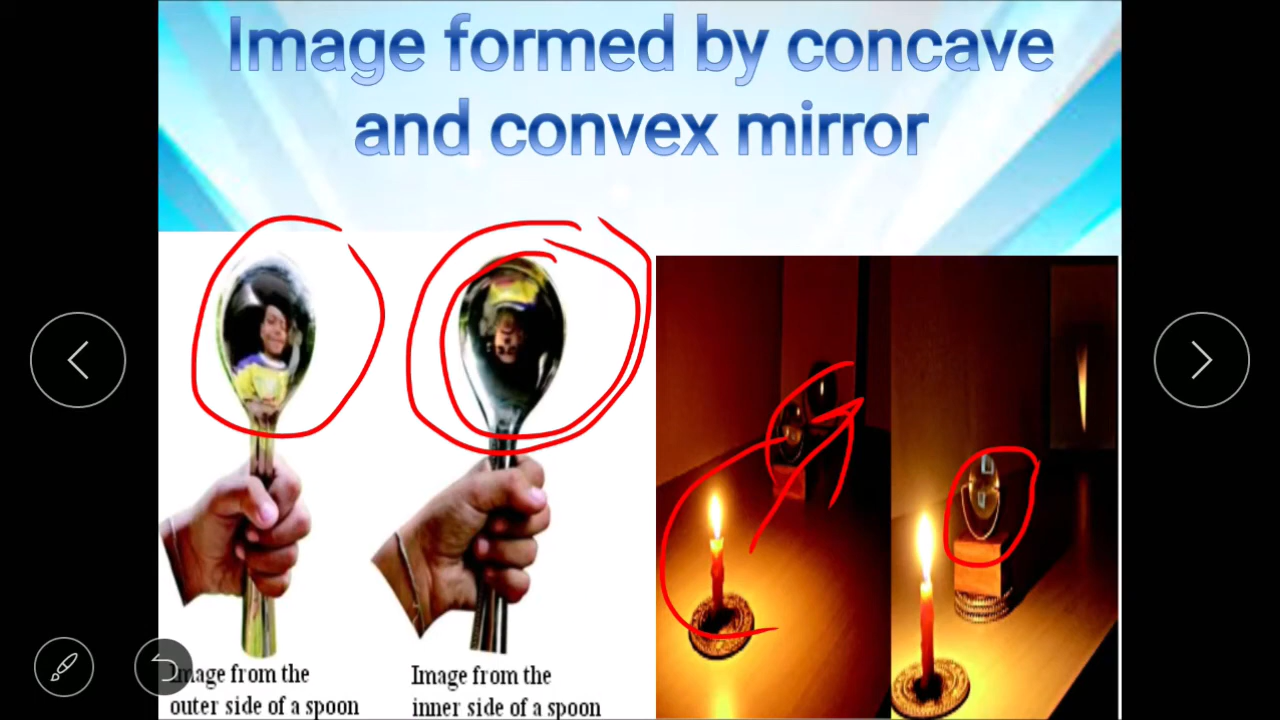 Image formed by concave
and convex mirror
Image from the
outer side of a spoon
Image from the
inner side of a spoon